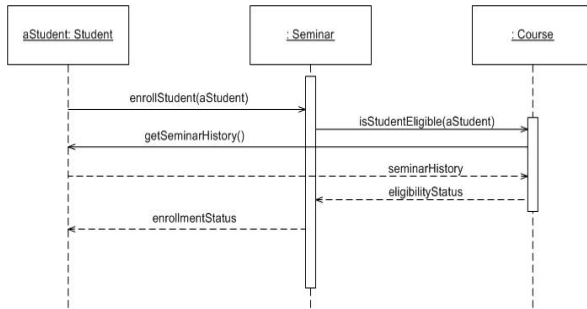 aStudent: Student
: Seminar
: Course
enrollStudent(aStudent)
isStudentEligible(aStudent)
getSeminarHistory()
seminarHistory
eligibilityStatus
enrollmentStatus